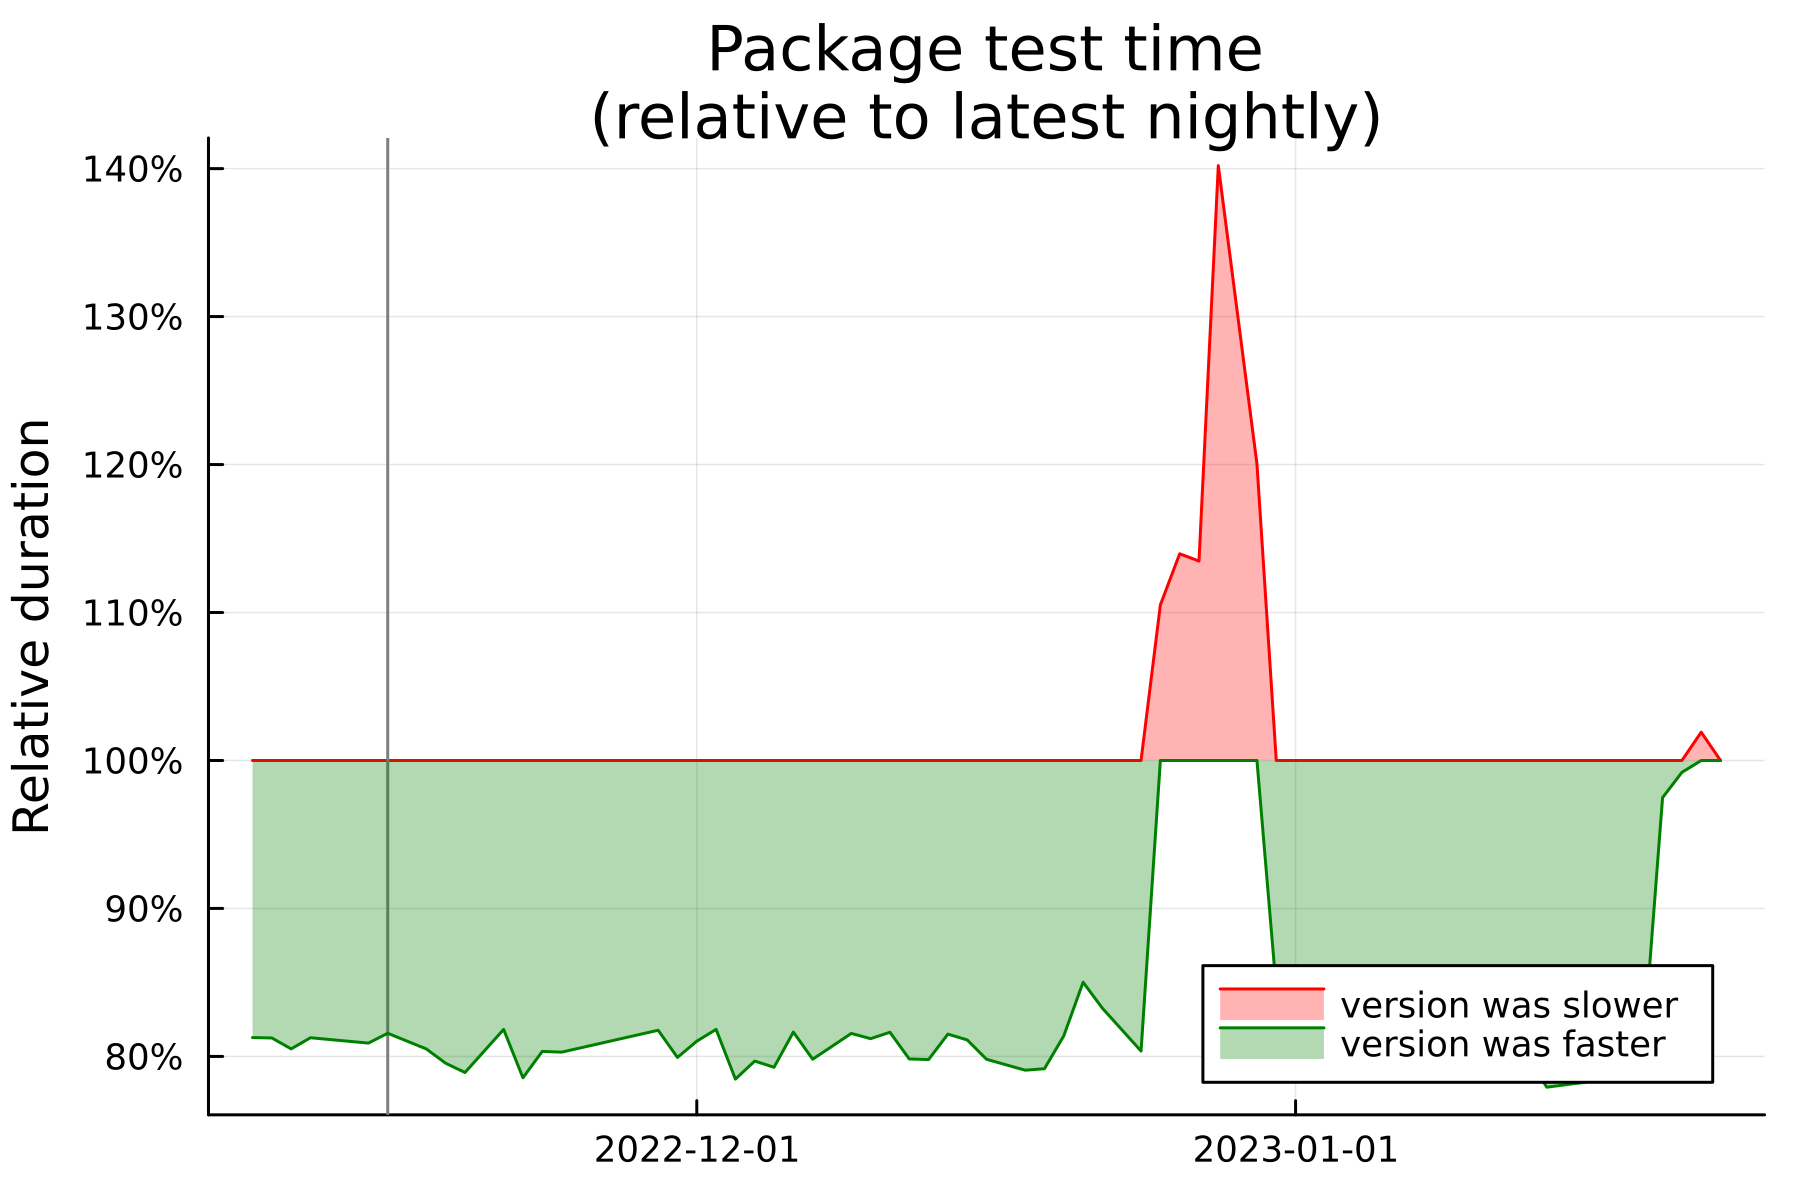 Package test time
(relative to latest nightly)
140%
130%
120%
110%
100%
90%
80%
Relative duration
version was slower
version was faster
2022-12-01
2023-01-01